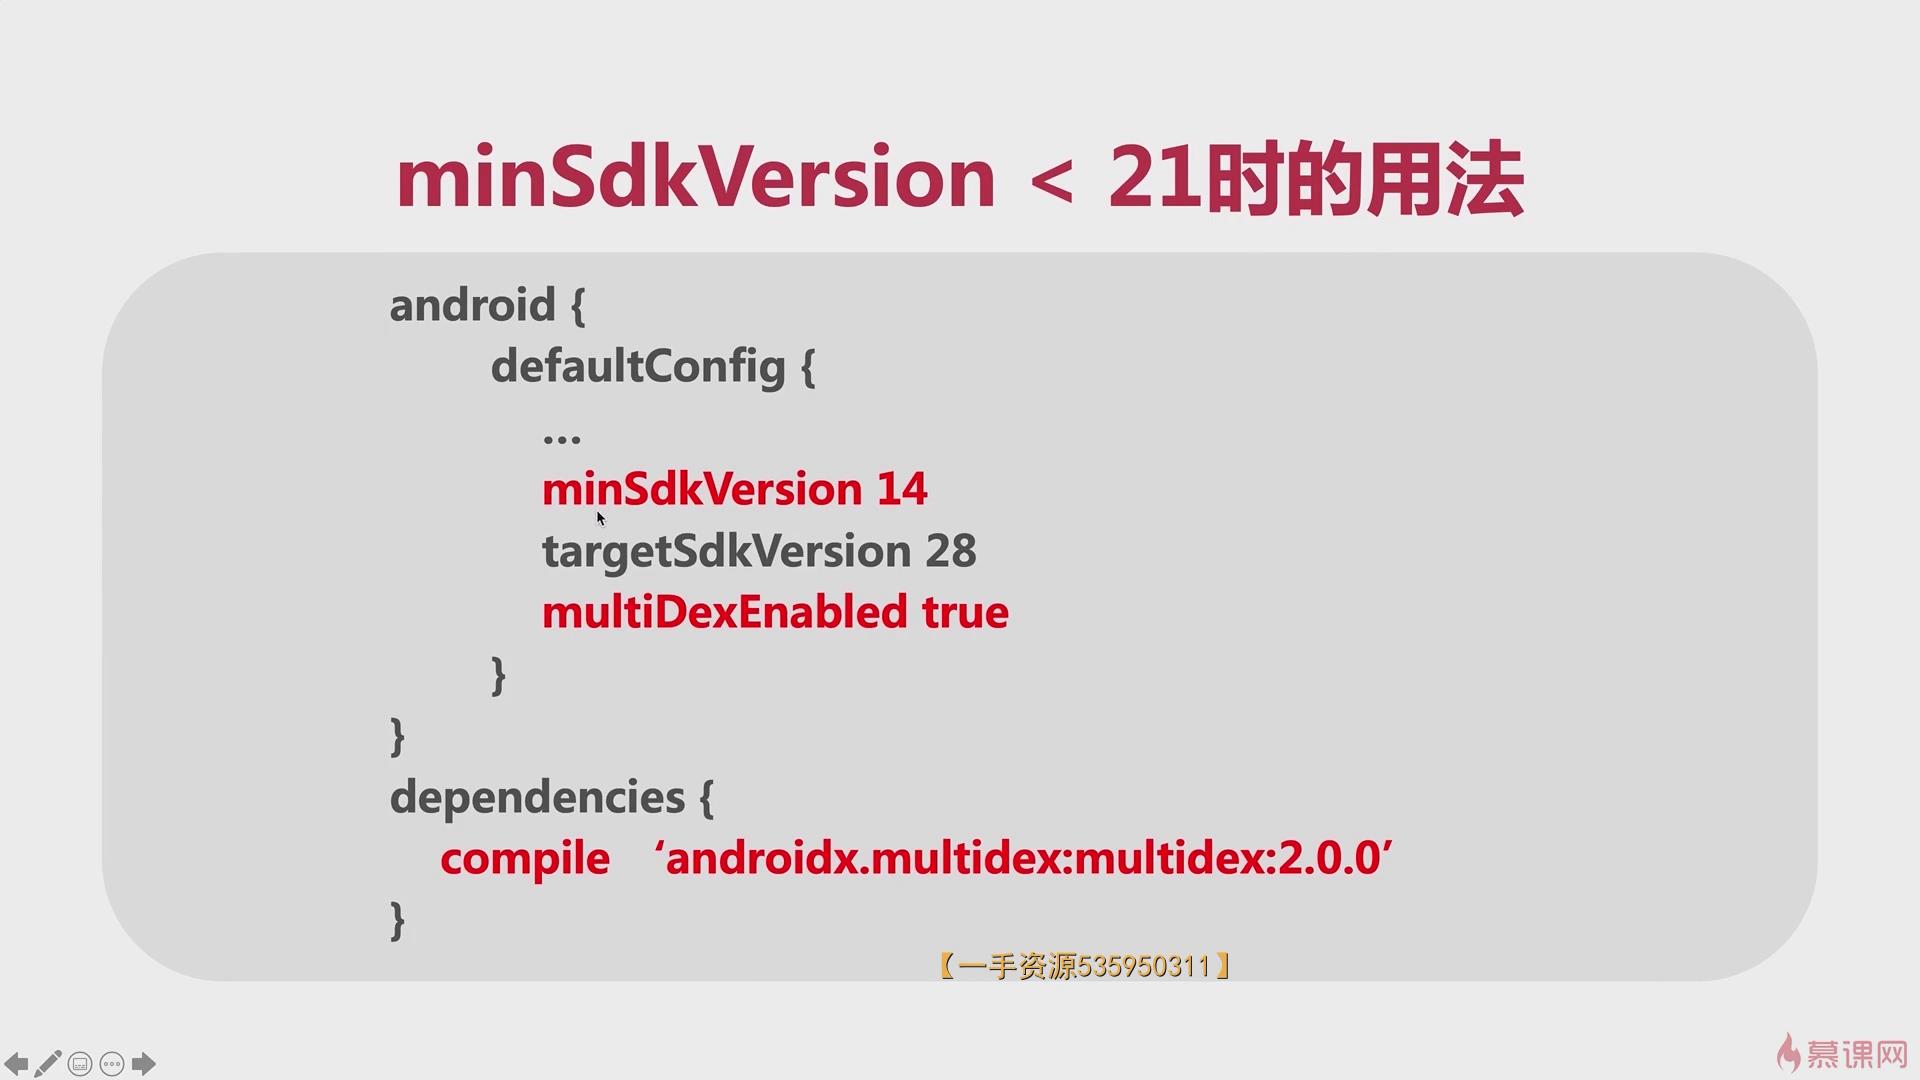 minSdkVersion < 21时的用法
android {
defaultConfig {
...
minSdkVersion 14
targetSdkVersion 28
multiDexEnabled true
}
}
dependencies {
compile ‘androidx.multidex:multidex:2.0.0’
}
【一手资源535950311】
慕课网